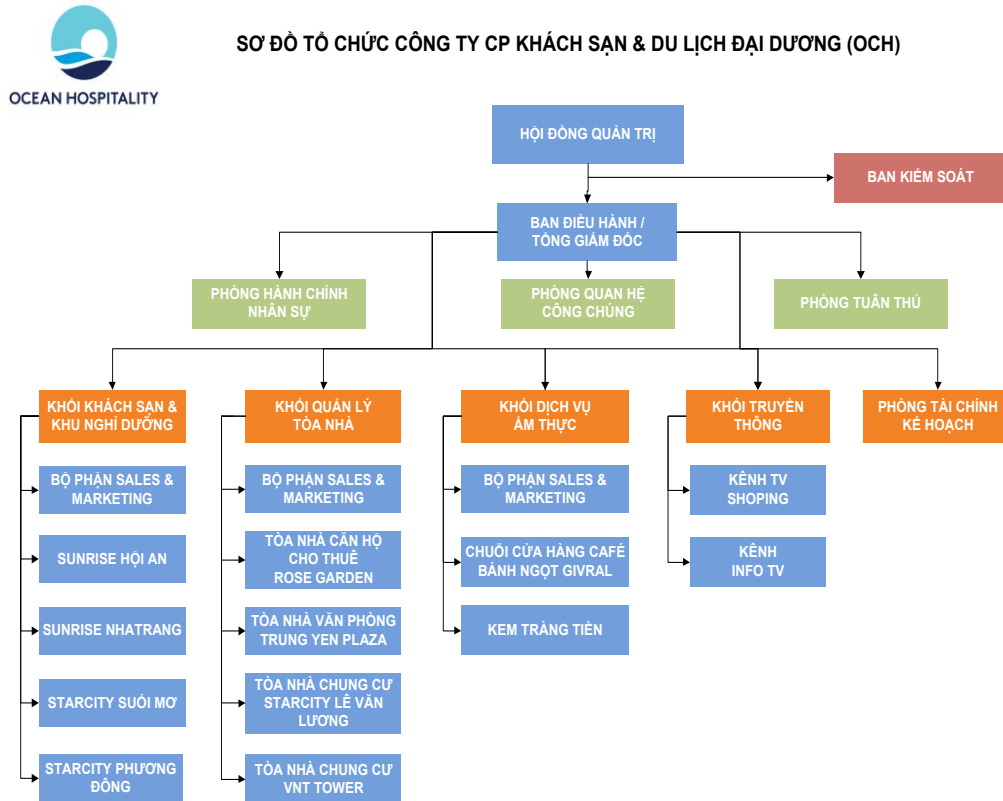 SƠ ĐỒ TỔ CHỨC CÔNG TY CP KHÁCH SẠN & DU LỊCH ĐẠI DƯƠNG (OCH)
OCEAN HOSPITALITY
HỘI ĐỒNG QUẢN TRỊ
BAN KIỂM SOÁT
BAN ĐIỀU HÀNH /
TỔNG GIÁM ĐỐC
PHÒNG HÀNH CHÍNH
NHÂN SỰ
PHÒNG QUAN HỆ
CÔNG CHÚNG
PHÒNG TUÂN THỦ
KHỐI KHÁCH SẠN &
KHU NGHỈ DƯỠNG
KHỐI QUẢN LÝ
TÒA NHÀ
KHỐI DỊCH VỤ
ẨM THỰC
KHỐI TRUYỀN
THÔNG
PHÒNG TÀI CHÍNH
KẾ HOẠCH
BỘ PHẬN SALES &
MARKETING
SUNRISE HỘI AN
SUNRISE NHATRANG
STARCITY SUỐI MƠ
STARCITY PHƯƠNG
ĐÔNG
BỘ PHẬN SALES &
MARKETING
TÒA NHÀ CĂN HỘ
CHO THUÊ
ROSE GARDEN
TÒA NHÀ VĂN PHÒNG
TRUNG YEN PLAZA
TÒA NHÀ CHUNG CƯ
STARCITY LÊ VĂN
LƯƠNG
TÒA NHÀ CHUNG CƯ
VNT TOWER
BỘ PHẬN SALES &
MARKETING
CHUỖI CỬA HÀNG CAFÉ
BÁNH NGỌT GIVRAL
KEM TRÀNG TIỀN
KÊNH TV
SHOPING
KÊNH
INFO TV